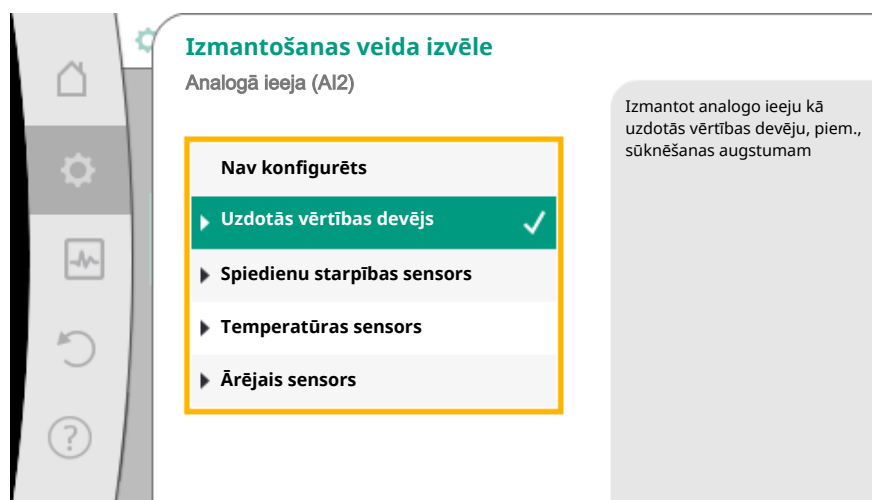 Izmantošanas veida izvēle
Analogā ieeja (AI2)
Nav konfigurēts
Uzdotās vērtības devējs
Spiedienu starpības sensors
Temperatūras sensors
Ārējais sensors
Izmantot analogo ieeju kā
uzdotās vērtības devēju, piem.,
sūknēšanas augstumam
?